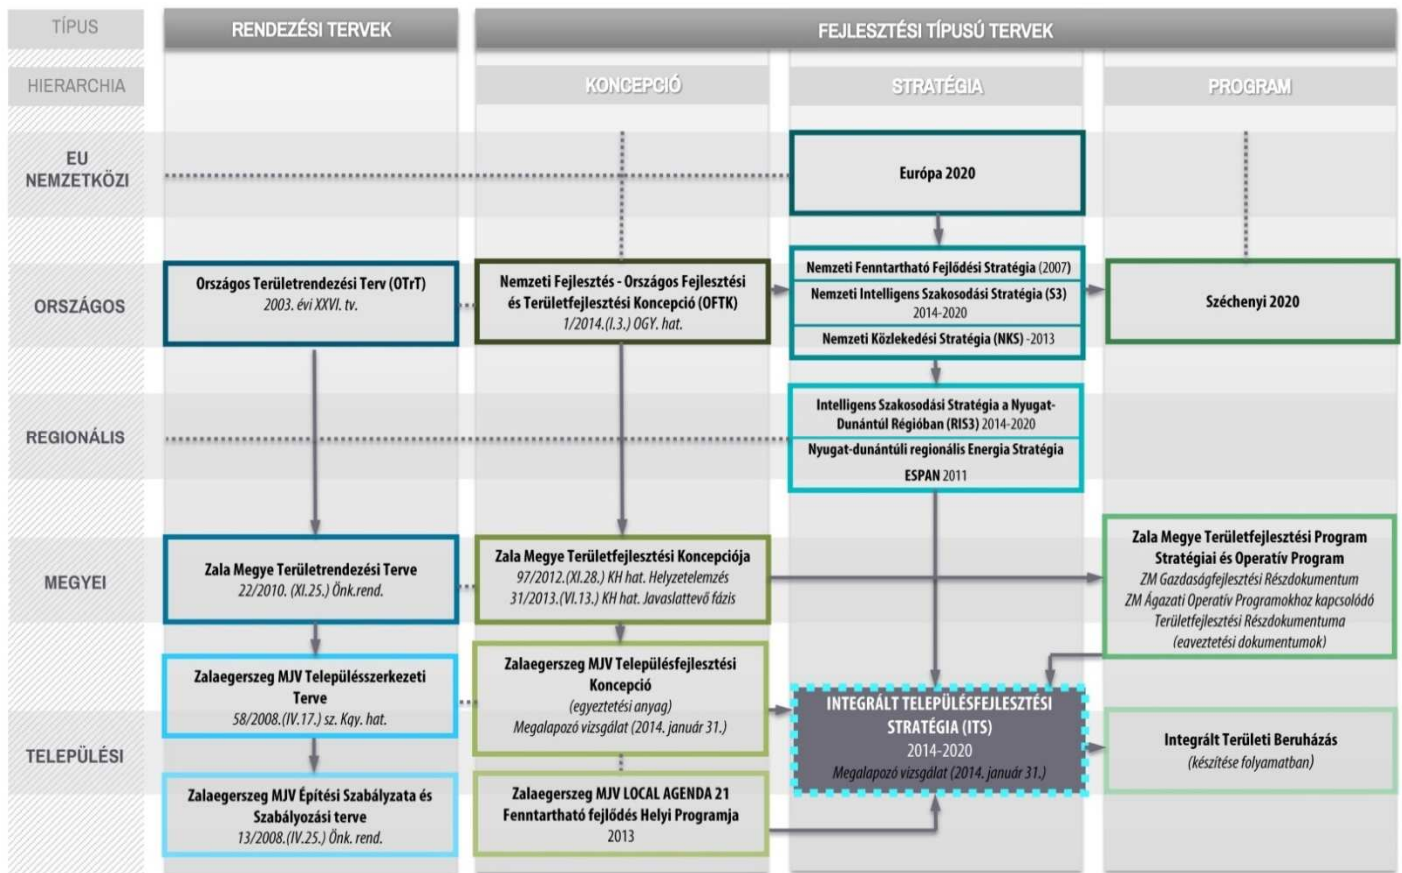 TÍPUS
RENDEZÉSI TERVEK
FEJLESZTÉSI TÍPUSÚ TERVEK
HIERARCHIA
KONCEPCIÓ
STRATÉGIA
PROGRAM
EU
NEMZETKÖZI
Európa 2020
ORSZÁGOS
Országos Területrendezési Terv (OTrT)
2003. évi XXVI. tv.
Nemzeti Fejlesztés - Országos Fejlesztési
és Területfejlesztési Koncepció (OFTK)
1/2014.(I.3.) OGY. hat.
Nemzeti Fenntartható Fejlődési Stratégia (2007)
Nemzeti Intelligens Szakosodási Stratégia (S3)
2014-2020
Nemzeti Közlekedési Stratégia (NKS) -2013
Széchenyi 2020
REGIONÁLIS
Intelligens Szakosodási Stratégia a Nyugat-
Dunántúl Régióban (RIS3) 2014-2020
Nyugat-dunántúli regionális Energia Stratégia
ESPAN 2011
MEGYEI
Zala Megye Területrendezési Terve
22/2010. (XI.25.) Önk.rend.
Zala Megye Területfejlesztési Koncepciója
97/2012.(XI.28.) KH hat. Helyzetelemzés
31/2013.(VI.13.) KH hat. Javaslattevő fázis
Zala Megye Területfejlesztési Program
Stratégiai és Operatív Program
ZM Gazdaságfejlesztési Részdokumentum
ZM Ágazati Operatív Programokhoz kapcsolódó
Területfejlesztési Részdokumentuma
(eaveztetési dokumentumok)
TELEPÜLÉSI
Zalaegerszeg MJV Településszerkezeti
Terve
58/2008.(IV.17.) sz. Kgy. hat.
Zalaegerszeg MJV Településfejlesztési
Koncepció
(egyeztetési anyag)
Megalapozó vizsgálat (2014. január 31.)
INTEGRÁLT TELEPÜLÉSFEJLESZTÉSI
STRATÉGIA (ITS)
2014-2020
Megalapozó vizsgálat (2014. január 31.)
Integrált Területi Beruházás
(készítése folyamatban)
Zalaegerszeg MJV Építési Szabályzata és
Szabályozási terve
13/2008.(IV.25.) Önk. rend.
Zalaegerszeg MJV LOCAL AGENDA 21
Fenntartható fejlődés Helyi Programja
2013